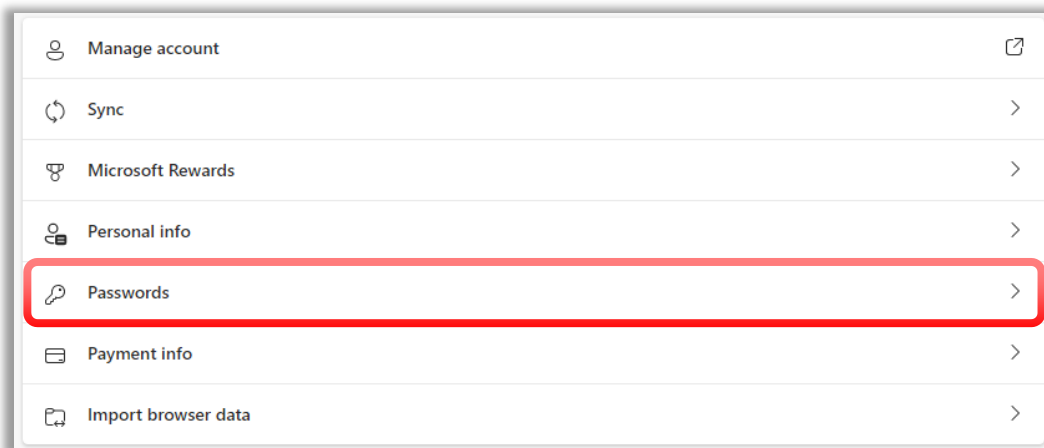 Manage account
Sync
Microsoft Rewards
Personal info
Passwords
Payment info
Import browser data